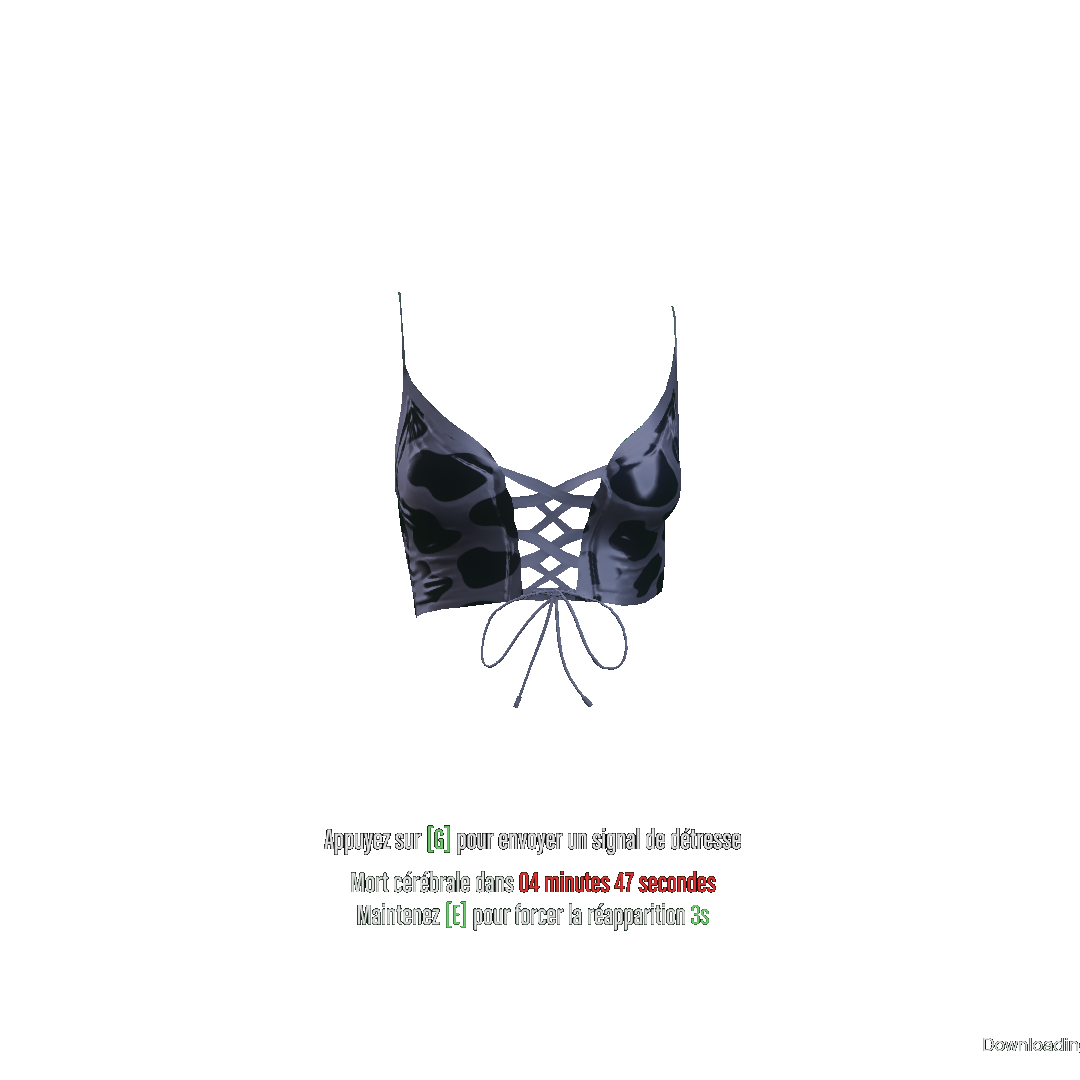 Appuyez sur [G] pour envoyer un signal de détresse
Mort cérébrale dans 04 minutes 47 secondes
Maintenez [E] pour forcer la réapparition 3s
Downloading